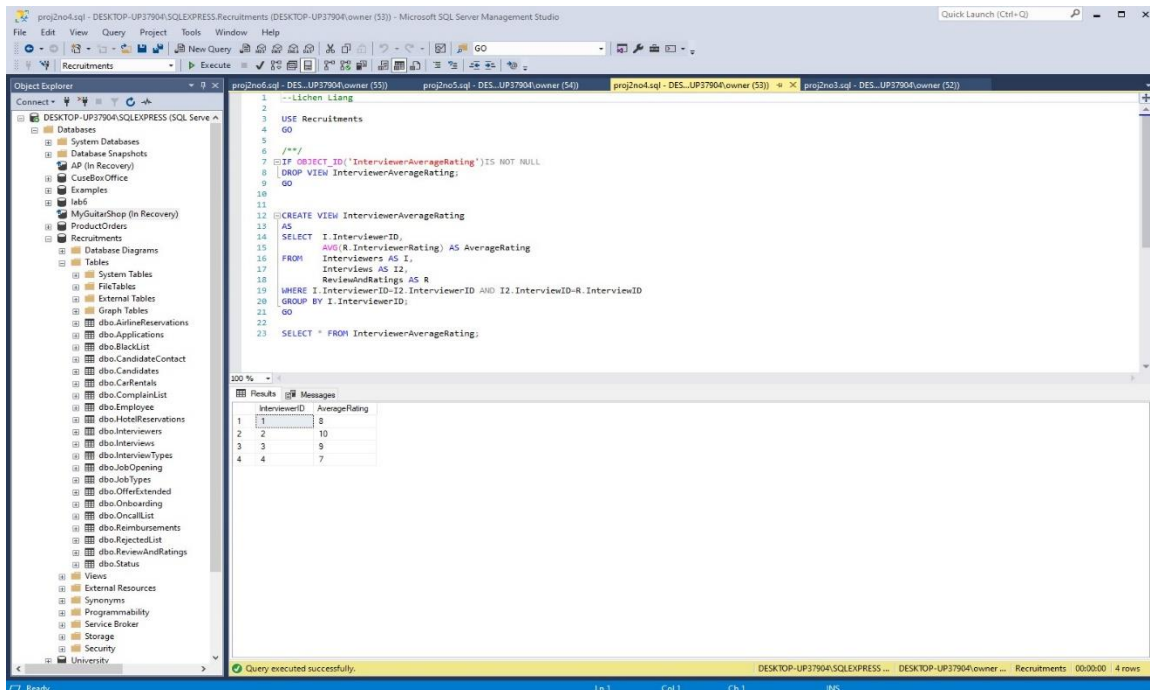 proj2no4.sql - DESKTOP-UP37904\SQLEXPRESS.Recruitments (DESKTOP-UP37904\owner (53)) - Microsoft SQL Server Management Studio
Quick Launch (Ctrl+Q)
File Edit View Query Project Tools Window Help
New Query
GO
Recruitments
Execute
Object Explorer
proj2no6.sql - DES...UP37904\owner (55))
proj2no5.sql - DES...UP37904\owner (54))
proj2no4.sql - DES...UP37904\owner (53))
proj2no3.sql - DES...UP37904\owner (52))
Connect
DESKTOP-UP37904\SQLEXPRESS (SQL Serve
Databases
System Databases
Database Snapshots
AP (In Recovery)
CuseBoxOffice
Examples
lab6
MyGuitarShop (In Recovery)
ProductOrders
Recruitments
Database Diagrams
Tables
System Tables
FileTables
External Tables
Graph Tables
dbo.AirlineReservations
dbo.Applications
dbo.BlackList
dbo.CandidateContact
dbo.Candidates
dbo.CarRentals
dbo.ComplainList
dbo.Employee
dbo.HotelReservations
dbo.Interviewers
dbo.Interviews
dbo.InterviewTypes
dbo.JobOpening
dbo.JobTypes
dbo.OfferExtended
dbo.Onboarding
dbo.OncallList
dbo.Reimbursements
dbo.RejectedList
dbo.ReviewAndRatings
dbo.Status
Views
External Resources
Synonyms
Programmability
Service Broker
Storage
Security
University
1 --Lichen Liang
2
3 USE Recruitments
4 GO
5
6 /**/
7 IF OBJECT_ID('InterviewerAverageRating')IS NOT NULL
8 DROP VIEW InterviewerAverageRating;
9 GO
10
11
12 CREATE VIEW InterviewerAverageRating
13 AS
14 SELECT I.InterviewerID,
15 AVG(R.InterviewerRating) AS AverageRating
16 FROM Interviewers AS I,
17 Interviews AS I2,
18 ReviewAndRatings AS R
19 WHERE I.InterviewerID=I2.InterviewerID AND I2.InterviewID=R.InterviewID
20 GROUP BY I.InterviewerID;
21 GO
22
23 SELECT * FROM InterviewerAverageRating;
100 %
Results Messages
InterviewerID AverageRating
1 1 8
2 2 10
3 3 9
4 4 7
Query executed successfully.
DESKTOP-UP37904\SQLEXPRESS ... DESKTOP-UP37904\owner ... Recruitments 00:00:00 4 rows
Ready Ln 1 Col 1 Ch 1 INS